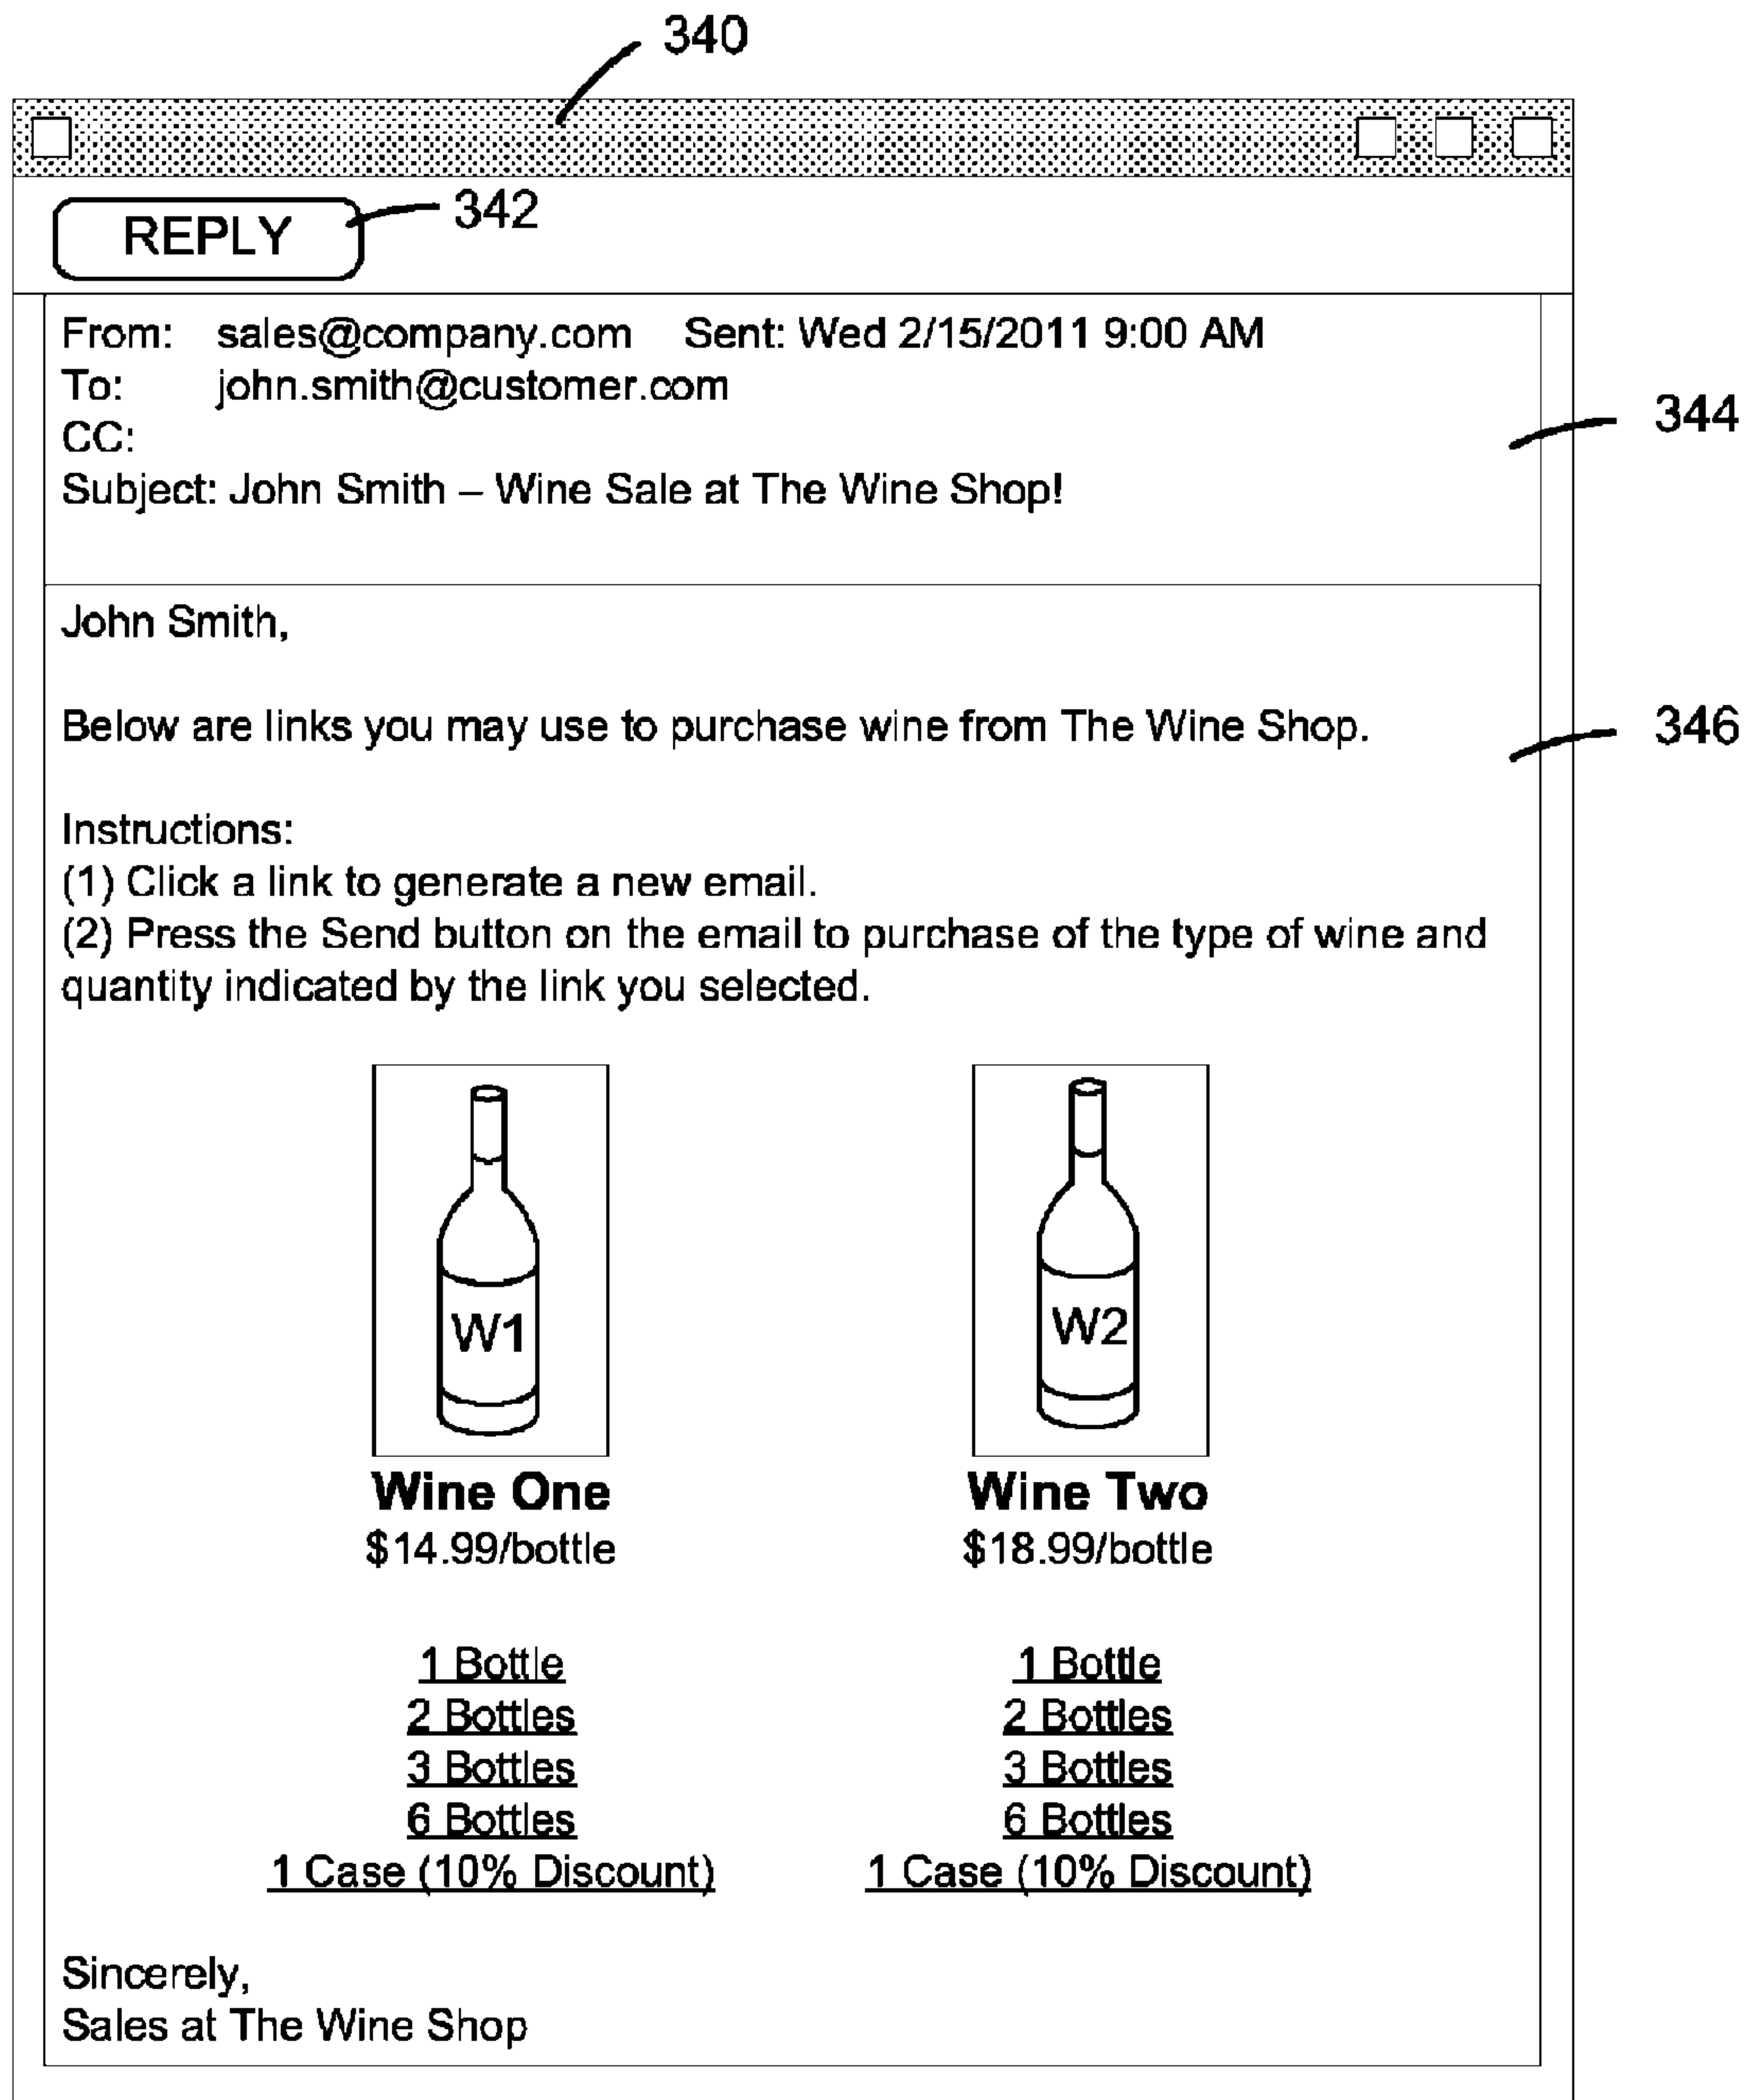 340
REPLY 342
From: sales@company.com Sent: Wed 2/15/2011 9:00 AM
To: john.smith@customer.com
344
CC:
Subject: John Smith – Wine Sale at The Wine Shop!
John Smith,
Below are links you may use to purchase wine from The Wine Shop.
346
Instructions:
(1) Click a link to generate a new email.
(2) Press the Send button on the email to purchase of the type of wine and
quantity indicated by the link you selected.
W1 W2
Wine One Wine Two
$14.99/bottle $18.99/bottle
1 Bottle 1 Bottle
2 Bottles 2 Bottles
3 Bottles 3 Bottles
6 Bottles 6 Bottles
1 Case (10% Discount) 1 Case (10% Discount)
Sincerely,
Sales at The Wine Shop